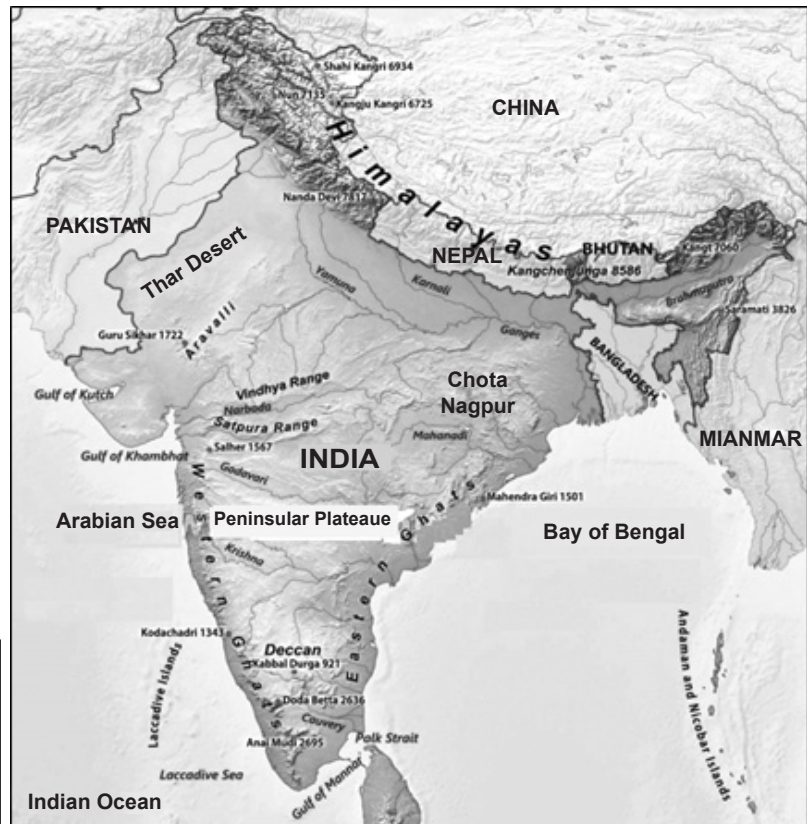 Shahi Kangri 6934
Nun 7135
Kangju Kangri 6725
CHINA
Himalayas
Nanda Devi 7817
PAKISTAN
NEPAL
BHUTAN
Kangt 7060
Kangchenjunga 8586
Thar Desert
Yamuna
Karnali
Brahmaputra
Saramati 3826
Guru Sikhar 1722
Aravalli
Ganges
BANGLADESH
Gulf of Kutch
Vindhya Range
Narbada
Satpura Range
Chota
Nagpur
Mahanadi
MIANMAR
Gulf of Khambhat
Salher 1567
INDIA
Godavari
Mahendra Giri 1501
Arabian Sea
Western Ghats
Peninsular Plateaue
Eastern Ghats
Bay of Bengal
Krishna
Kodachadri 1343
Deccan
Kabbal Durga 921
Laccadive Islands
Doda Betta 2636
Cauvery
Andaman and Nicobar Islands
Anai Mudi 2695
Palk Strait
Laccadive Sea
Gulf of Mannar
Indian Ocean